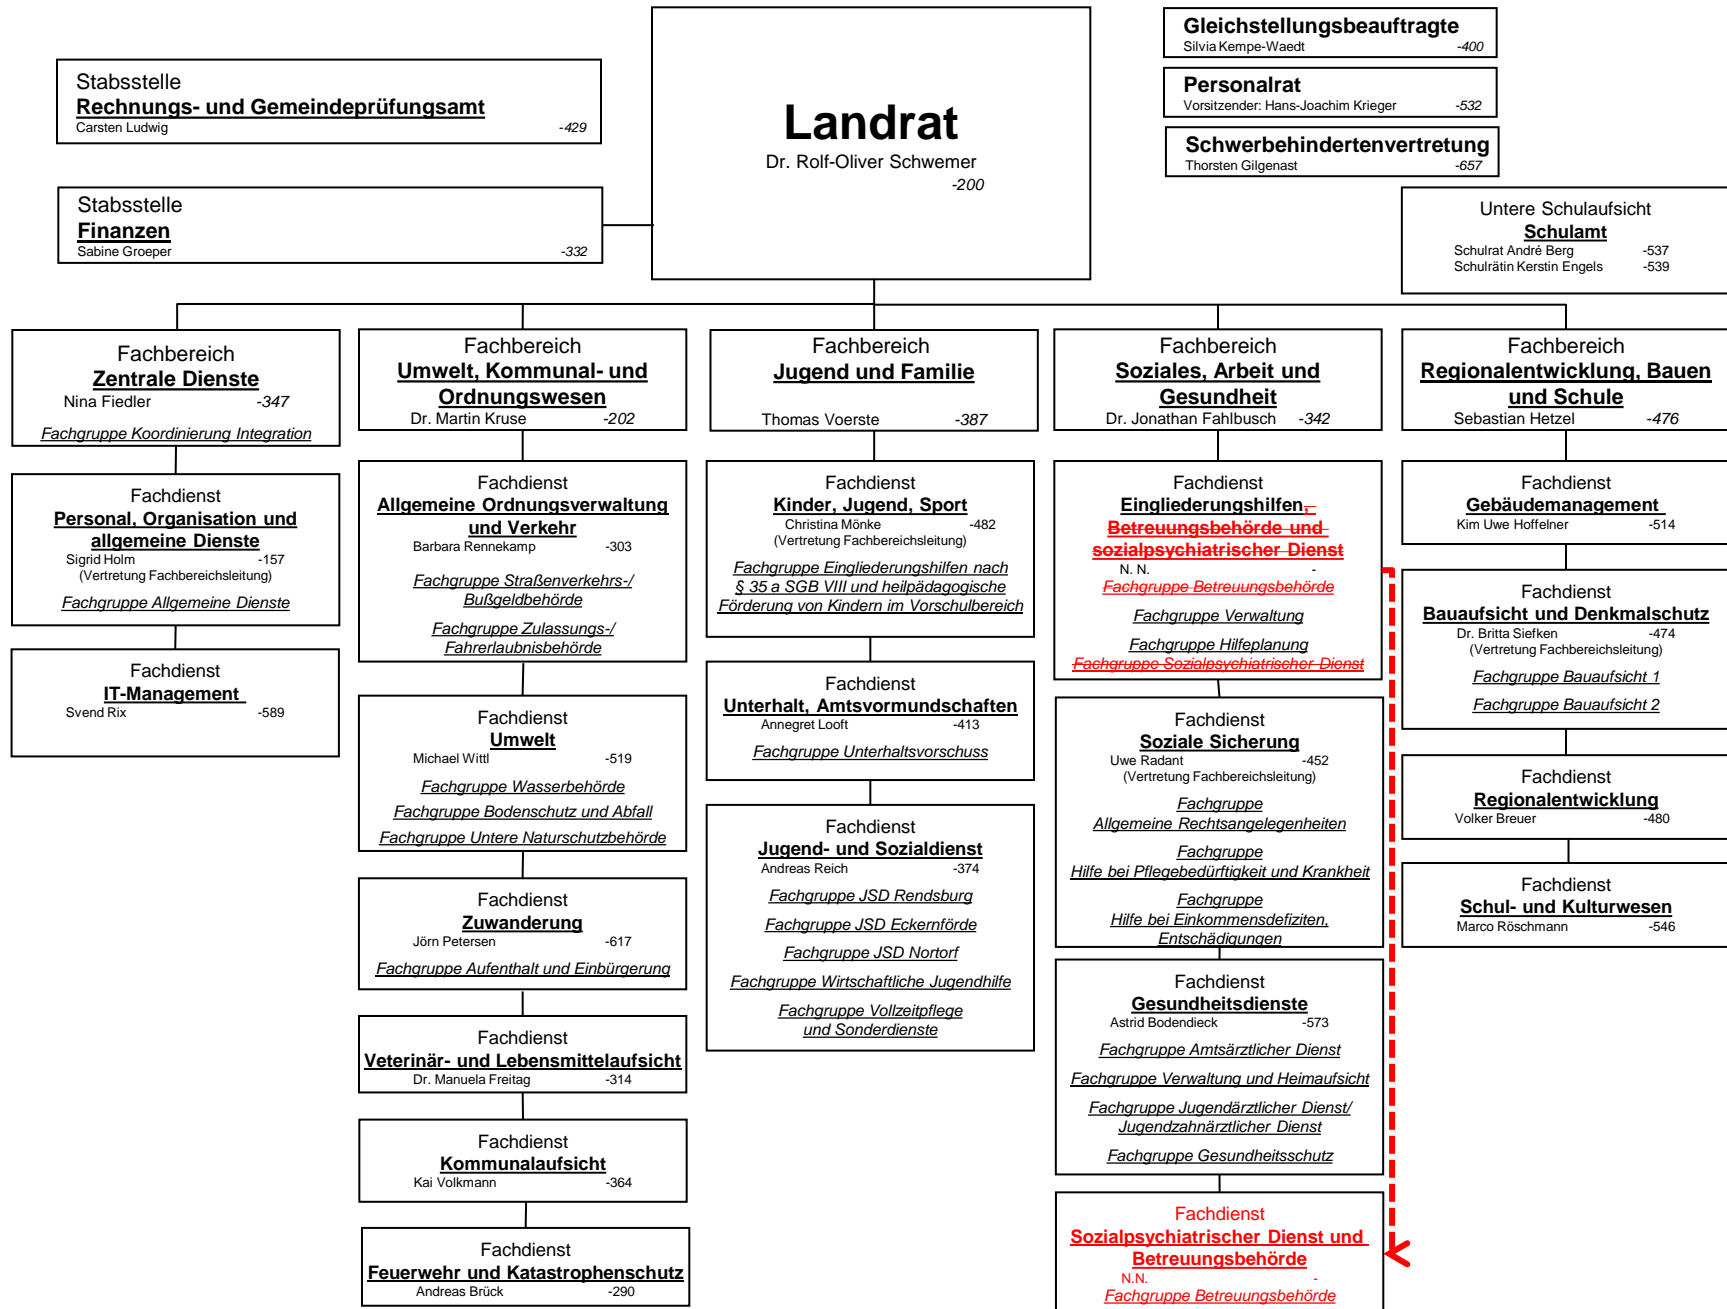 Stabsstelle
Rechnungs- und Gemeindeprüfungsamt
Carsten Ludwig -429
Stabsstelle
Finanzen
Sabine Groeper -332
Landrat
Dr. Rolf-Oliver Schwemer
-200
Gleichstellungsbeauftragte
Silvia Kempe-Waedt -400
Personalrat
Vorsitzender: Hans-Joachim Krieger -532
Schwerbehindertenvertretung
Thorsten Gilgenast -657
Untere Schulaufsicht
Schulamt
Schulrat André Berg -537
Schulrätin Kerstin Engels -539
Fachbereich
Zentrale Dienste
Nina Fiedler -347
Fachgruppe Koordinierung Integration
Fachdienst
Personal, Organisation und
allgemeine Dienste
Sigrid Holm -157
(Vertretung Fachbereichsleitung)
Fachgruppe Allgemeine Dienste
Fachdienst
IT-Management
Svend Rix -589
Fachbereich
Umwelt, Kommunal- und
Ordnungswesen
Dr. Martin Kruse -202
Fachdienst
Allgemeine Ordnungsverwaltung
und Verkehr
Barbara Rennekamp -303
Fachgruppe Straßenverkehrs-/
Bußgeldbehörde
Fachgruppe Zulassungs-/
Fahrerlaubnisbehörde
Fachdienst
Umwelt
Michael Wittl -519
Fachgruppe Wasserbehörde
Fachgruppe Bodenschutz und Abfall
Fachgruppe Untere Naturschutzbehörde
Fachdienst
Zuwanderung
Jörn Petersen -617
Fachgruppe Aufenthalt und Einbürgerung
Fachdienst
Veterinär- und Lebensmittelaufsicht
Dr. Manuela Freitag -314
Fachdienst
Kommunalaufsicht
Kai Volkmann -364
Fachdienst
Feuerwehr und Katastrophenschutz
Andreas Brück -290
Fachbereich
Jugend und Familie
Thomas Voerste -387
Fachdienst
Kinder, Jugend, Sport
Christina Mönke -482
(Vertretung Fachbereichsleitung)
Fachgruppe Eingliederungshilfen nach
§ 35 a SGB VIII und heilpädagogische
Förderung von Kindern im Vorschulbereich
Fachdienst
Unterhalt, Amtsvormundschaften
Annegret Looft -413
Fachgruppe Unterhaltsvorschuss
Fachdienst
Jugend- und Sozialdienst
Andreas Reich -374
Fachgruppe JSD Rendsburg
Fachgruppe JSD Eckernförde
Fachgruppe JSD Nortorf
Fachgruppe Wirtschaftliche Jugendhilfe
Fachgruppe Vollzeitpflege
und Sonderdienste
Fachbereich
Soziales, Arbeit und
Gesundheit
Dr. Jonathan Fahlbusch -342
Fachdienst
Eingliederungshilfen,
Betreuungsbehörde und
sozialpsychiatrischer Dienst
N. N. -
Fachgruppe Betreuungsbehörde
Fachgruppe Verwaltung
Fachgruppe Hilfeplanung
Fachgruppe Sozialpsychiatrischer Dienst
Fachdienst
Soziale Sicherung
Uwe Radant -452
(Vertretung Fachbereichsleitung)
Fachgruppe
Allgemeine Rechtsangelegenheiten
Fachgruppe
Hilfe bei Pflegebedürftigkeit und Krankheit
Fachgruppe
Hilfe bei Einkommensdefiziten,
Entschädigungen
Fachdienst
Gesundheitsdienste
Astrid Bodendieck -573
Fachgruppe Amtsärztlicher Dienst
Fachgruppe Verwaltung und Heimaufsicht
Fachgruppe Jugendärztlicher Dienst/
Jugendzahnärztlicher Dienst
Fachgruppe Gesundheitsschutz
Fachdienst
Sozialpsychiatrischer Dienst und
Betreuungsbehörde
N.N. -
Fachgruppe Betreuungsbehörde
Fachbereich
Regionalentwicklung, Bauen
und Schule
Sebastian Hetzel -476
Fachdienst
Gebäudemanagement
Kim Uwe Hoffelner -514
Fachdienst
Bauaufsicht und Denkmalschutz
Dr. Britta Siefken -474
(Vertretung Fachbereichsleitung)
Fachgruppe Bauaufsicht 1
Fachgruppe Bauaufsicht 2
Fachdienst
Regionalentwicklung
Volker Breuer -480
Fachdienst
Schul- und Kulturwesen
Marco Röschmann -546